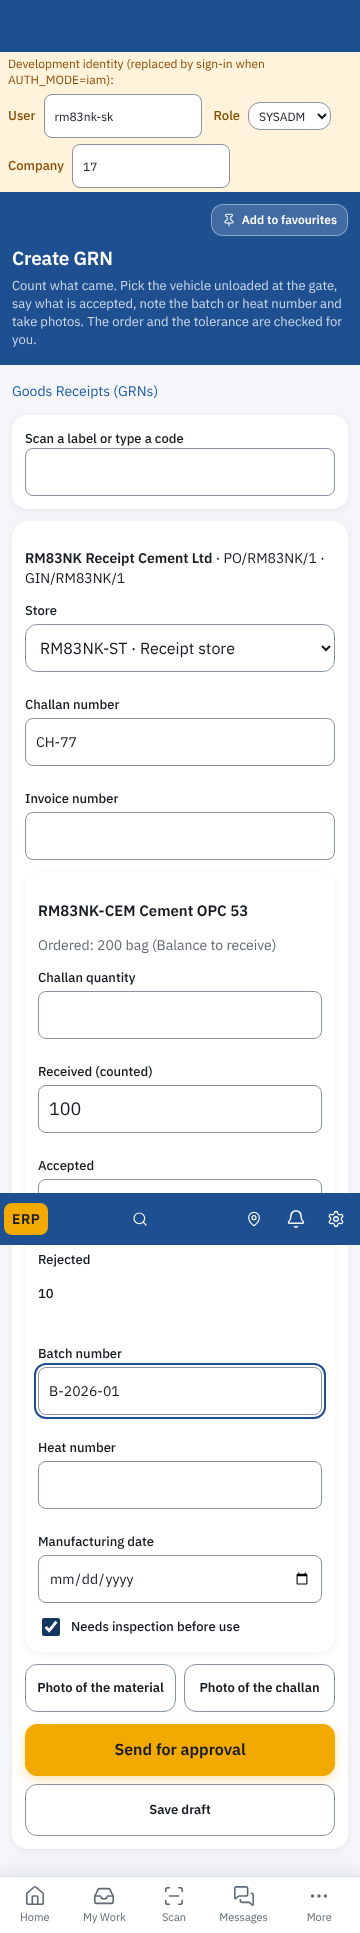 Development identity (replaced by sign-in when
AUTH_MODE=iam):
User rm83nk-sk Role SYSADM
Company 17
Add to favourites
Create GRN
Count what came. Pick the vehicle unloaded at the gate,
say what is accepted, note the batch or heat number and
take photos. The order and the tolerance are checked for
you.
Goods Receipts (GRNs)
Scan a label or type a code
RM83NK Receipt Cement Ltd · PO/RM83NK/1 ·
GIN/RM83NK/1
Store
RM83NK-ST · Receipt store
Challan number
CH-77
Invoice number
RM83NK-CEM Cement OPC 53
Ordered: 200 bag (Balance to receive)
Challan quantity
Received (counted)
100
Accepted
ERP
Rejected
10
Batch number
B-2026-01
Heat number
Manufacturing date
mm/dd/yyyy
Needs inspection before use
Photo of the material Photo of the challan
Send for approval
Save draft
Home My Work Scan Messages More